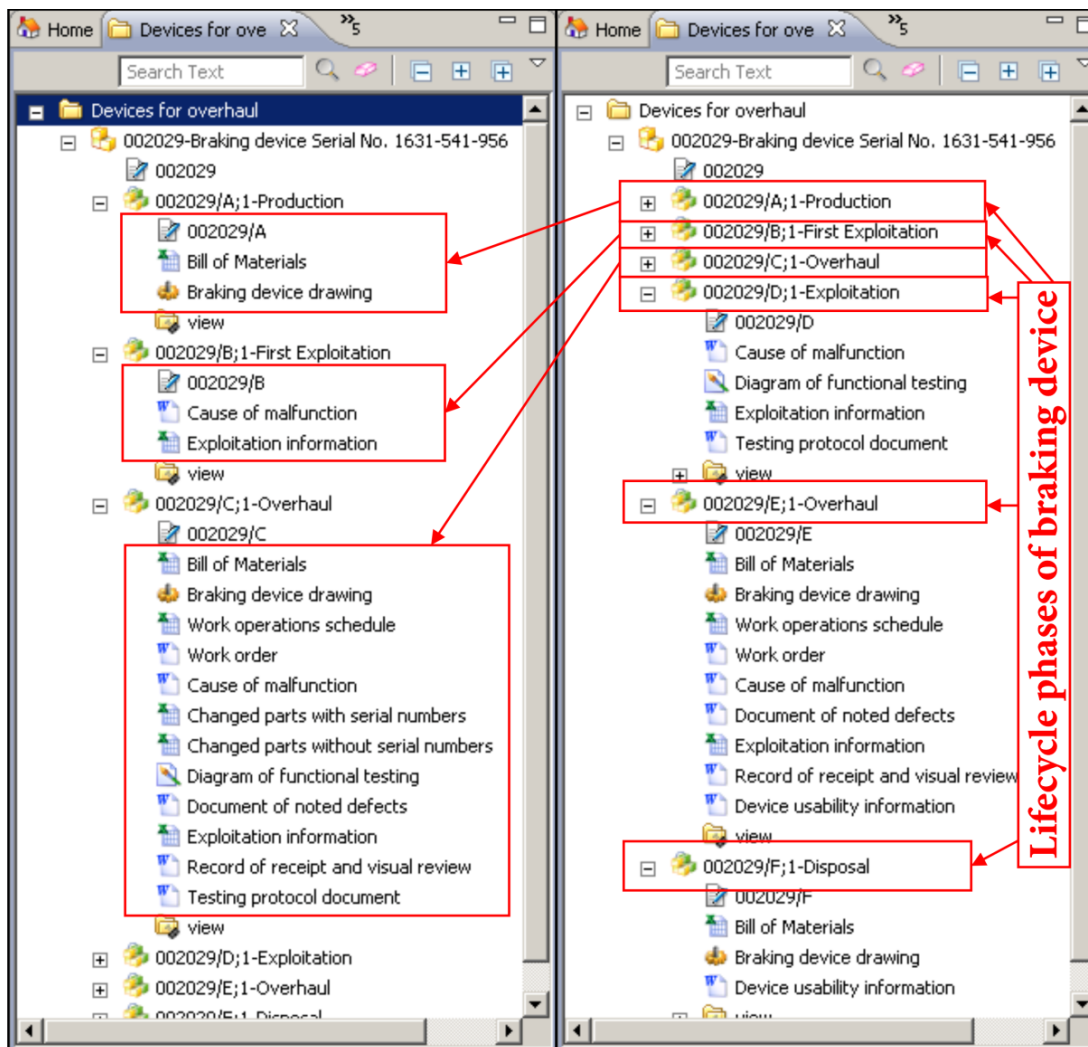 Home
Devices for ove
5
Search Text
Devices for overhaul
002029-Braking device Serial No. 1631-541-956
002029
002029/A;1-Production
002029/A
Bill of Materials
Braking device drawing
view
002029/B;1-First Exploitation
002029/B
Cause of malfunction
Exploitation information
view
002029/C;1-Overhaul
002029/C
Bill of Materials
Braking device drawing
Work operations schedule
Work order
Cause of malfunction
Changed parts with serial numbers
Changed parts without serial numbers
Diagram of functional testing
Document of noted defects
Exploitation information
Record of receipt and visual review
Testing protocol document
view
002029/D;1-Exploitation
002029/E;1-Overhaul
002029/F;1-Disposal
Home
Devices for ove
5
Search Text
Devices for overhaul
002029-Braking device Serial No. 1631-541-956
002029
002029/A;1-Production
002029/B;1-First Exploitation
002029/C;1-Overhaul
002029/D;1-Exploitation
002029/D
Cause of malfunction
Diagram of functional testing
Exploitation information
Testing protocol document
view
002029/E;1-Overhaul
002029/E
Bill of Materials
Braking device drawing
Work operations schedule
Work order
Cause of malfunction
Document of noted defects
Exploitation information
Record of receipt and visual review
Device usability information
view
002029/F;1-Disposal
002029/F
Bill of Materials
Braking device drawing
Device usability information
view
Lifecycle phases of braking device